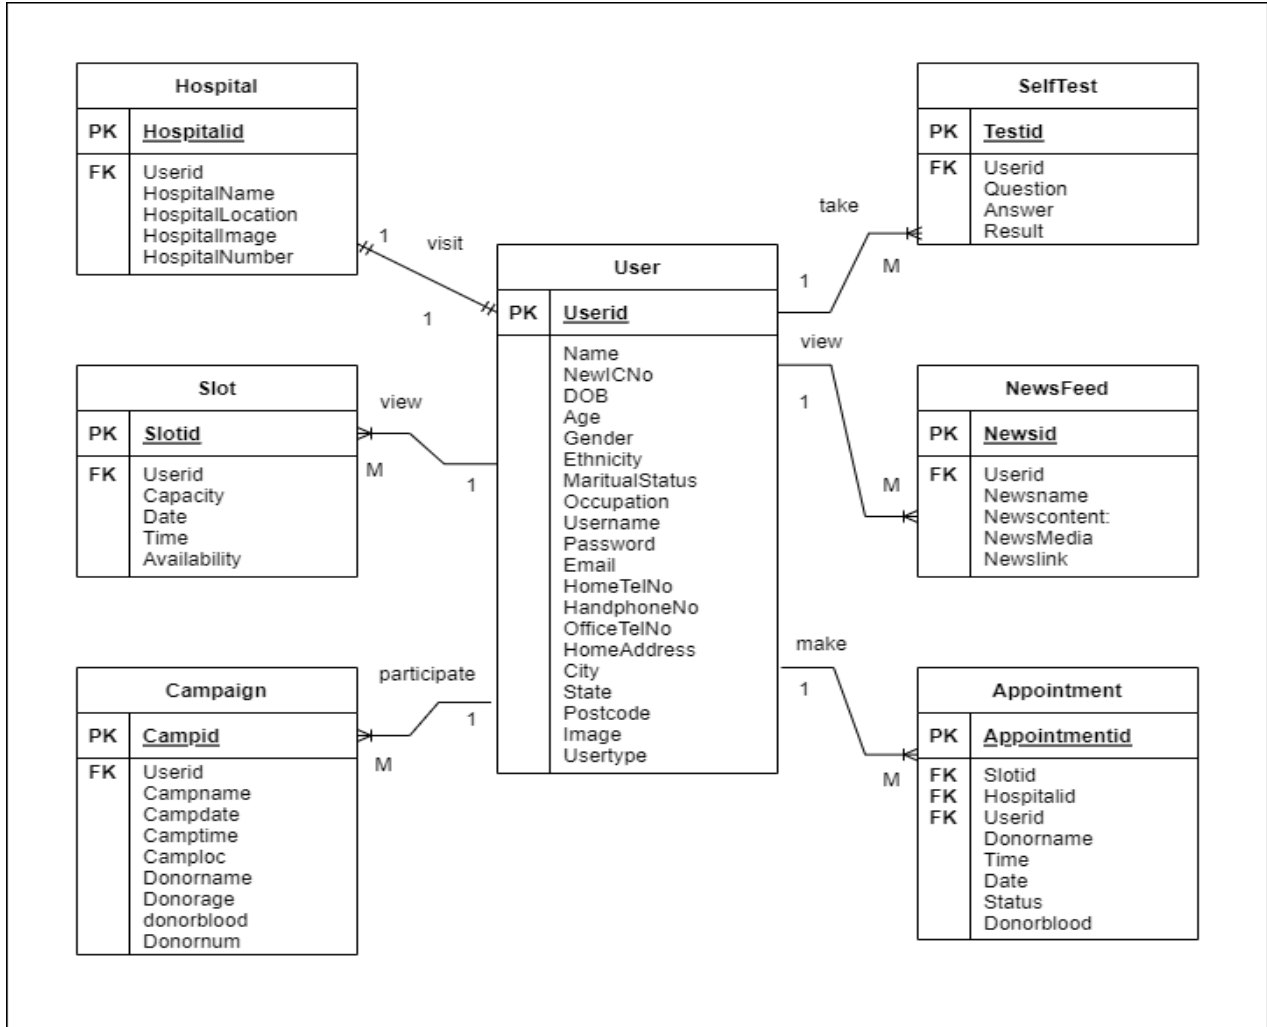 Hospital
PK Hospitalid
FK Userid
HospitalName
HospitalLocation
HospitalImage
HospitalNumber
1
visit
1
Slot
PK Slotid
FK Userid
Capacity
Date
Time
Availability
view
M
1
Campaign
PK Campid
FK Userid
Campname
Campdate
Camptime
Camploc
Donorname
Donorage
donorblood
Donornum
participate
1
M
User
PK Userid
Name
NewICNo
DOB
Age
Gender
Ethnicity
MaritualStatus
Occupation
Username
Password
Email
HomeTelNo
HandphoneNo
OfficeTelNo
HomeAddress
City
State
Postcode
Image
Usertype
take
1
M
SelfTest
PK Testid
FK Userid
Question
Answer
Result
view
1
M
NewsFeed
PK Newsid
FK Userid
Newsname
Newscontent:
NewsMedia
Newslink
make
1
M
Appointment
PK Appointmentid
FK Slotid
FK Hospitalid
FK Userid
Donorname
Time
Date
Status
Donorblood